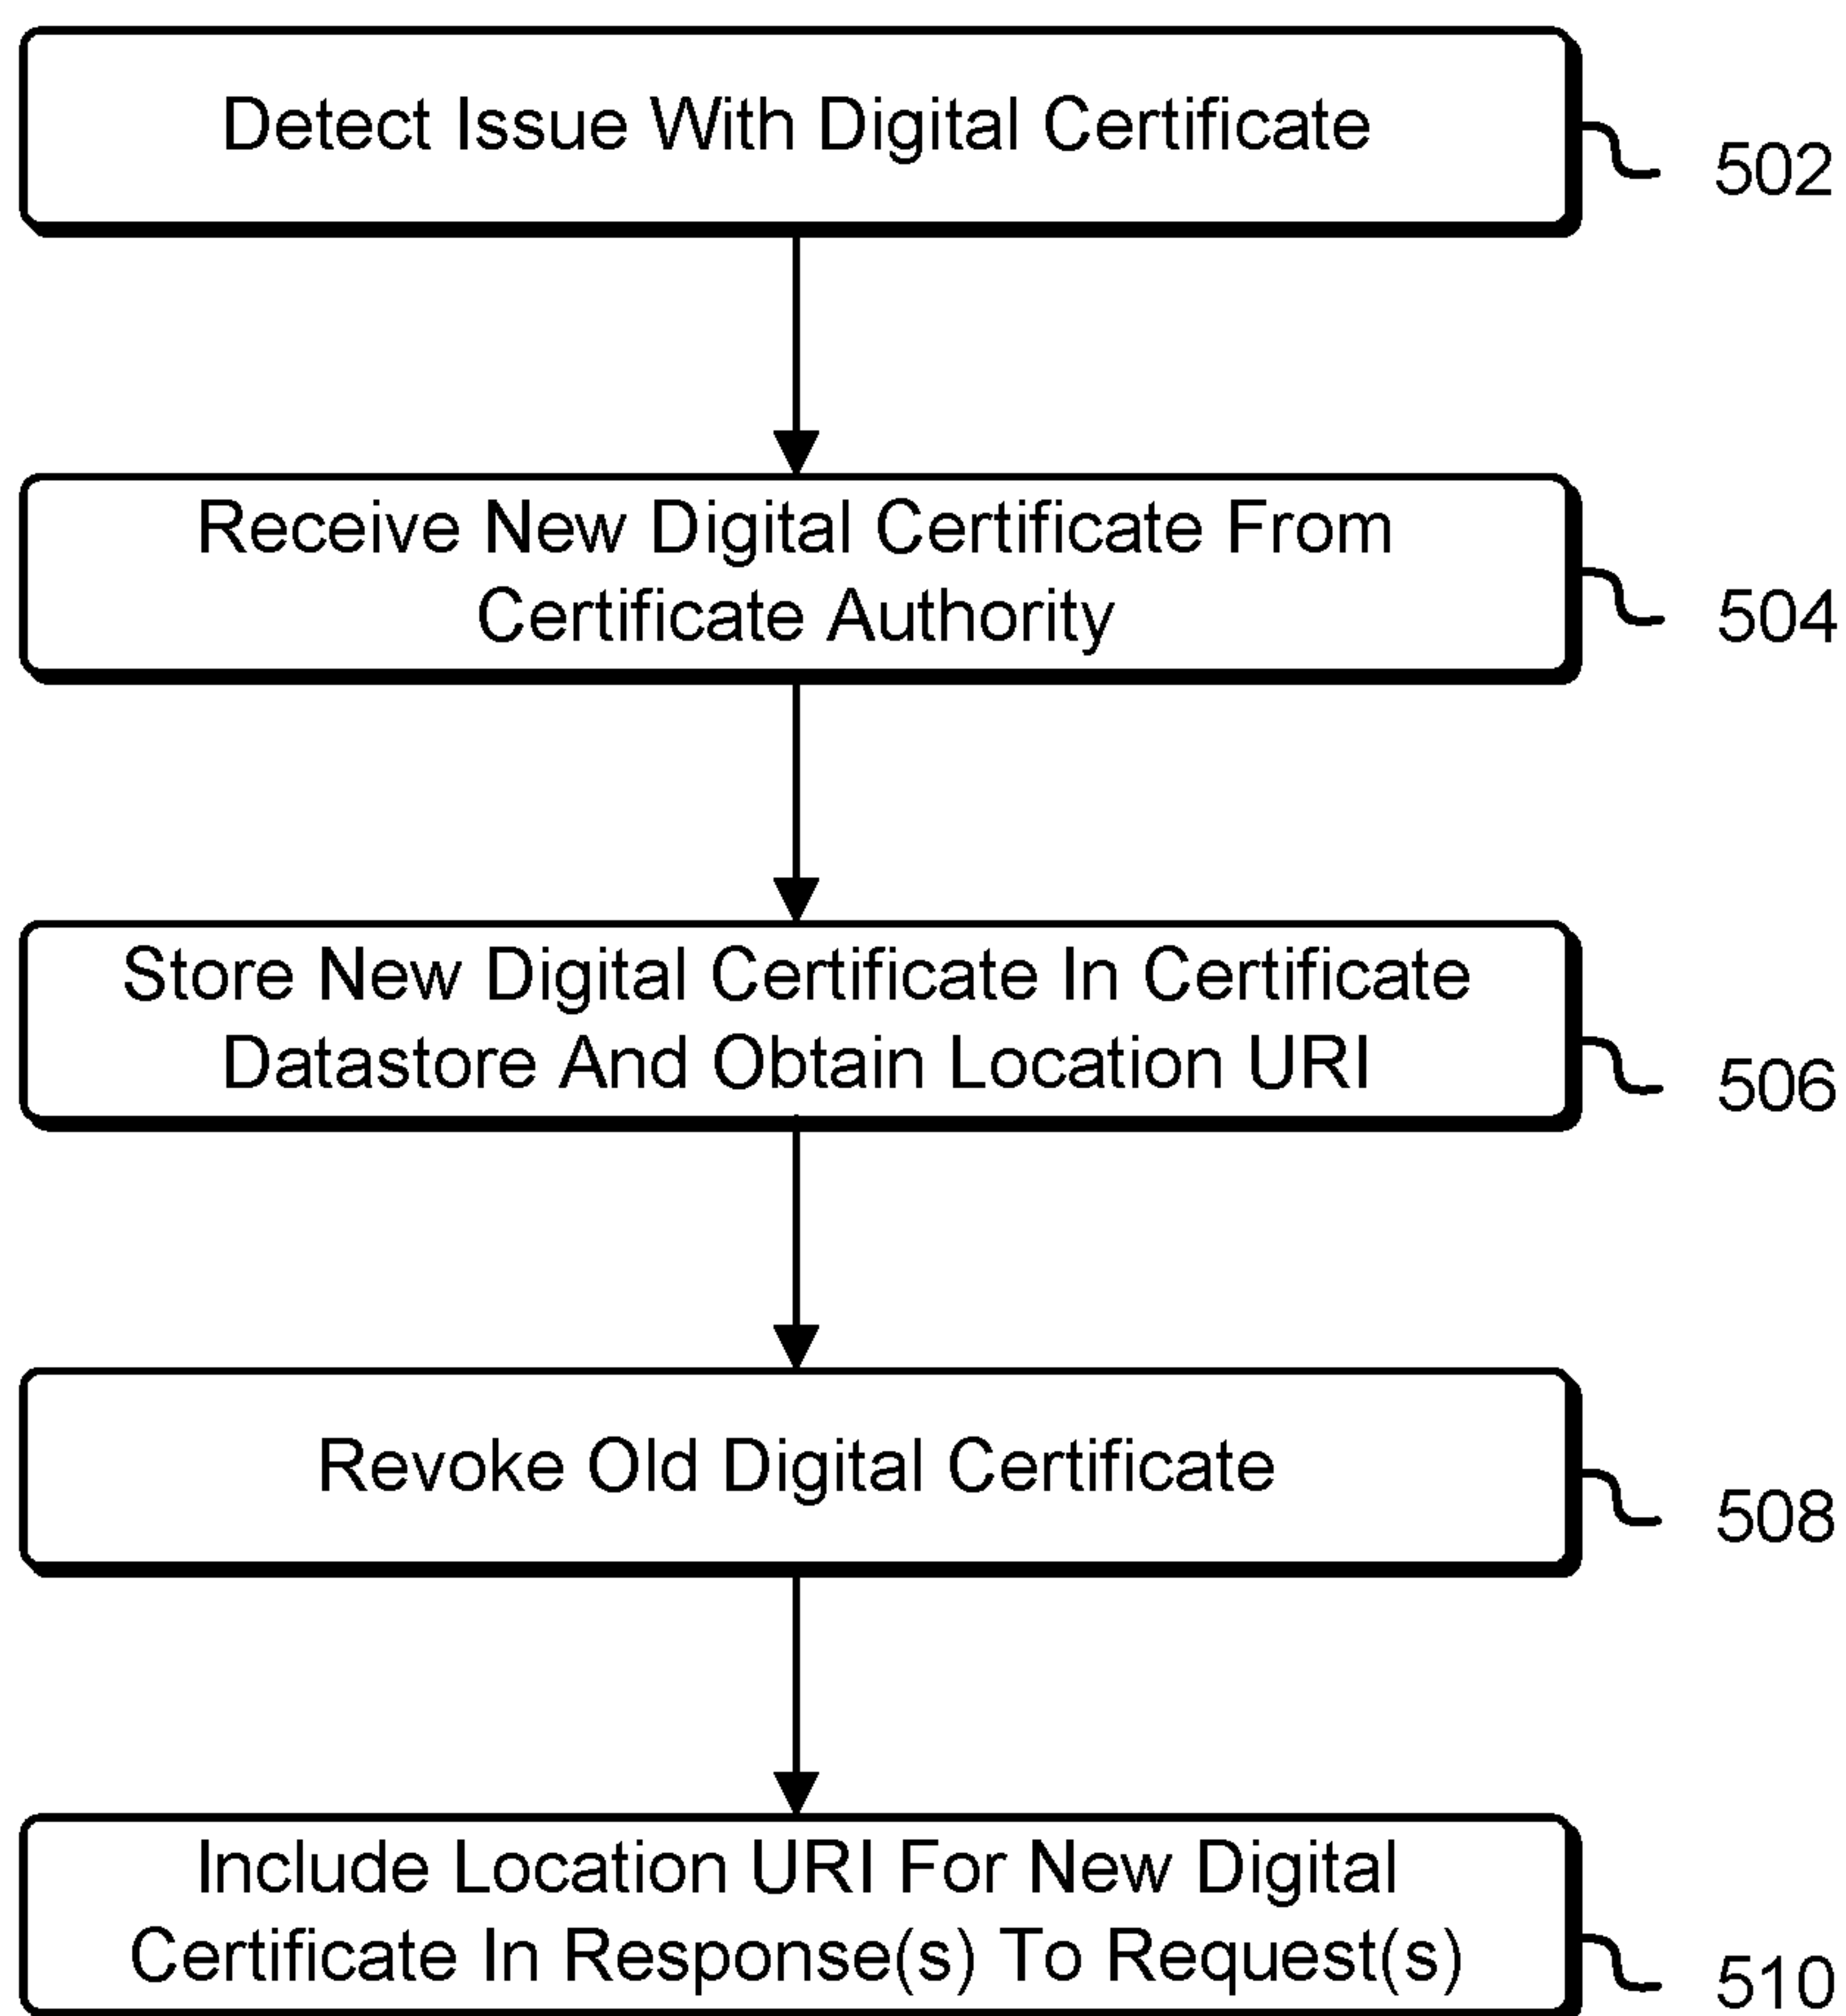 Detect Issue With Digital Certificate
502
Receive New Digital Certificate From
Certificate Authority
504
Store New Digital Certificate In Certificate
Datastore And Obtain Location URI
506
Revoke Old Digital Certificate
508
Include Location URI For New Digital
Certificate In Response(s) To Request(s)
510